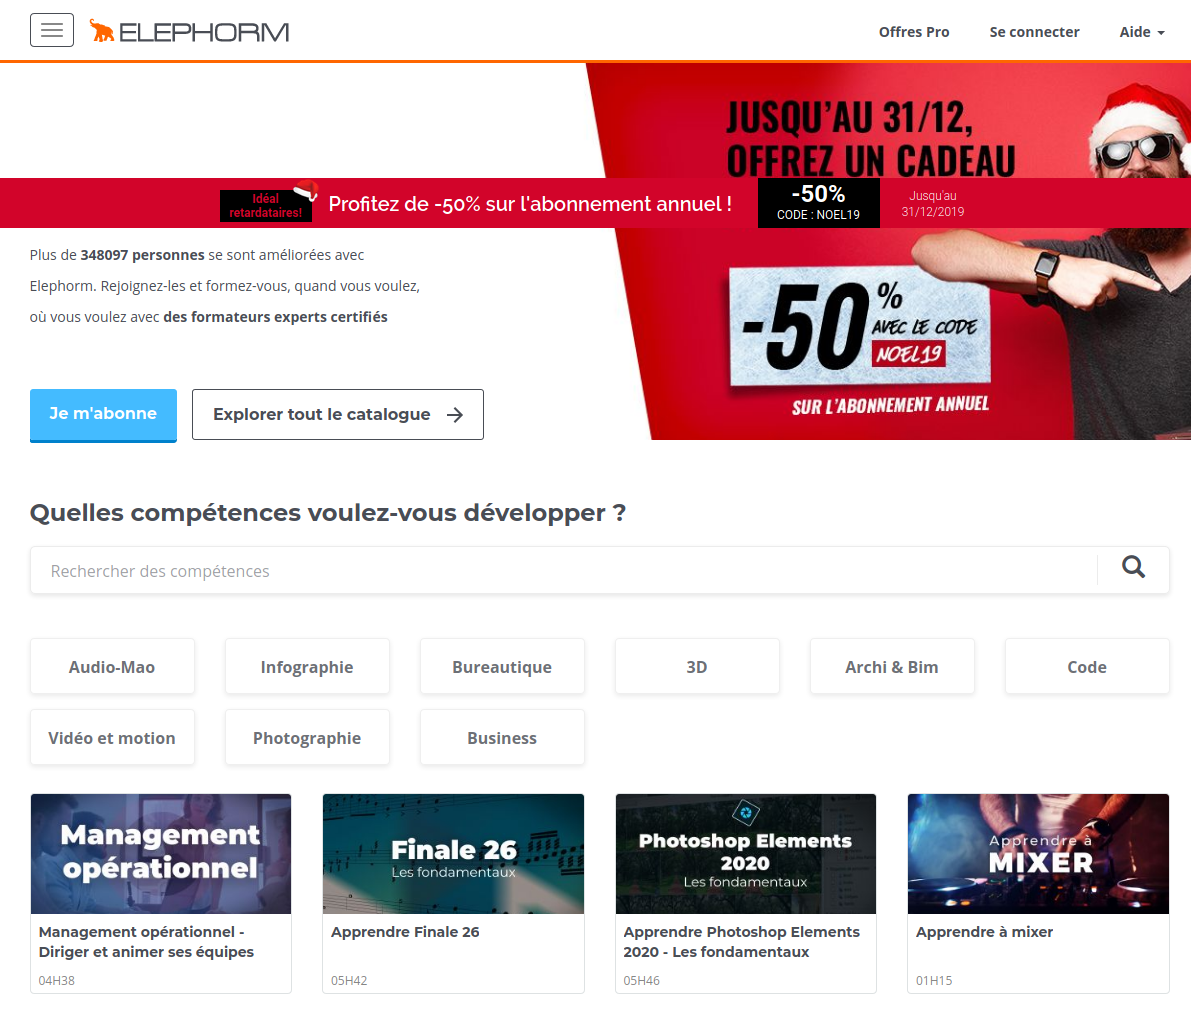 ELEPHORM
Offres Pro
Se connecter
Aide
JUSQU'AU 31/12,
OFFREZ UN CADEAU
Idéal
retardataires!
Profitez de -50% sur l'abonnement annuel !
-50%
CODE : NOEL19
Jusqu'au
31/12/2019
Plus de 348097 personnes se sont améliorées avec
Elephorm. Rejoignez-les et formez-vous, quand vous voulez,
où vous voulez avec des formateurs experts certifiés
-50%
AVEC LE CODE
NOEL19
SUR L'ABONNEMENT ANNUEL
Je m'abonne
Explorer tout le catalogue
Quelles compétences voulez-vous développer ?
Rechercher des compétences
Audio-Mao
Infographie
Bureautique
3D
Archi & Bim
Code
Vidéo et motion
Photographie
Business
Management
opérationnel
Finale 26
Les fondamentaux
Photoshop Elements
2020
Les fondamentaux
Apprendre à
MIXER
Management opérationnel -
Diriger et animer ses équipes
04H38
Apprendre Finale 26
05H42
Apprendre Photoshop Elements
2020 - Les fondamentaux
05H46
Apprendre à mixer
01H15